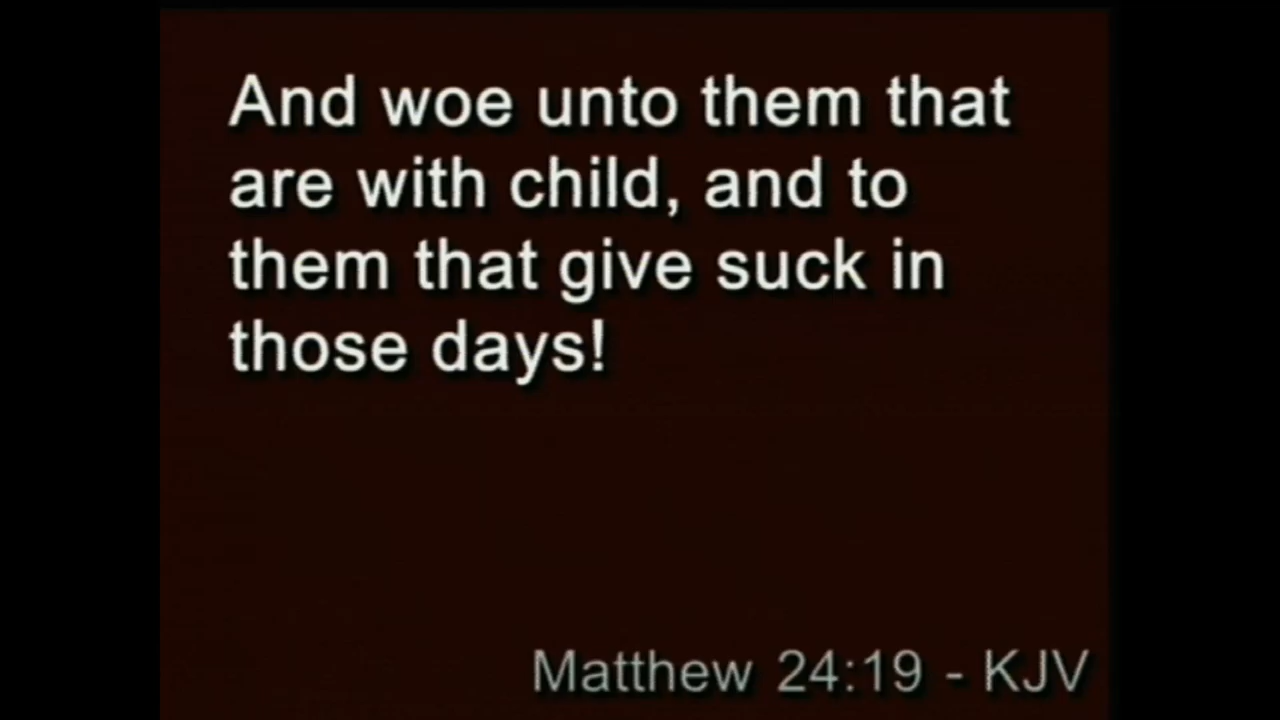 And woe unto them that
are with child, and to
them that give suck in
those days!
Matthew 24:19 - KJV